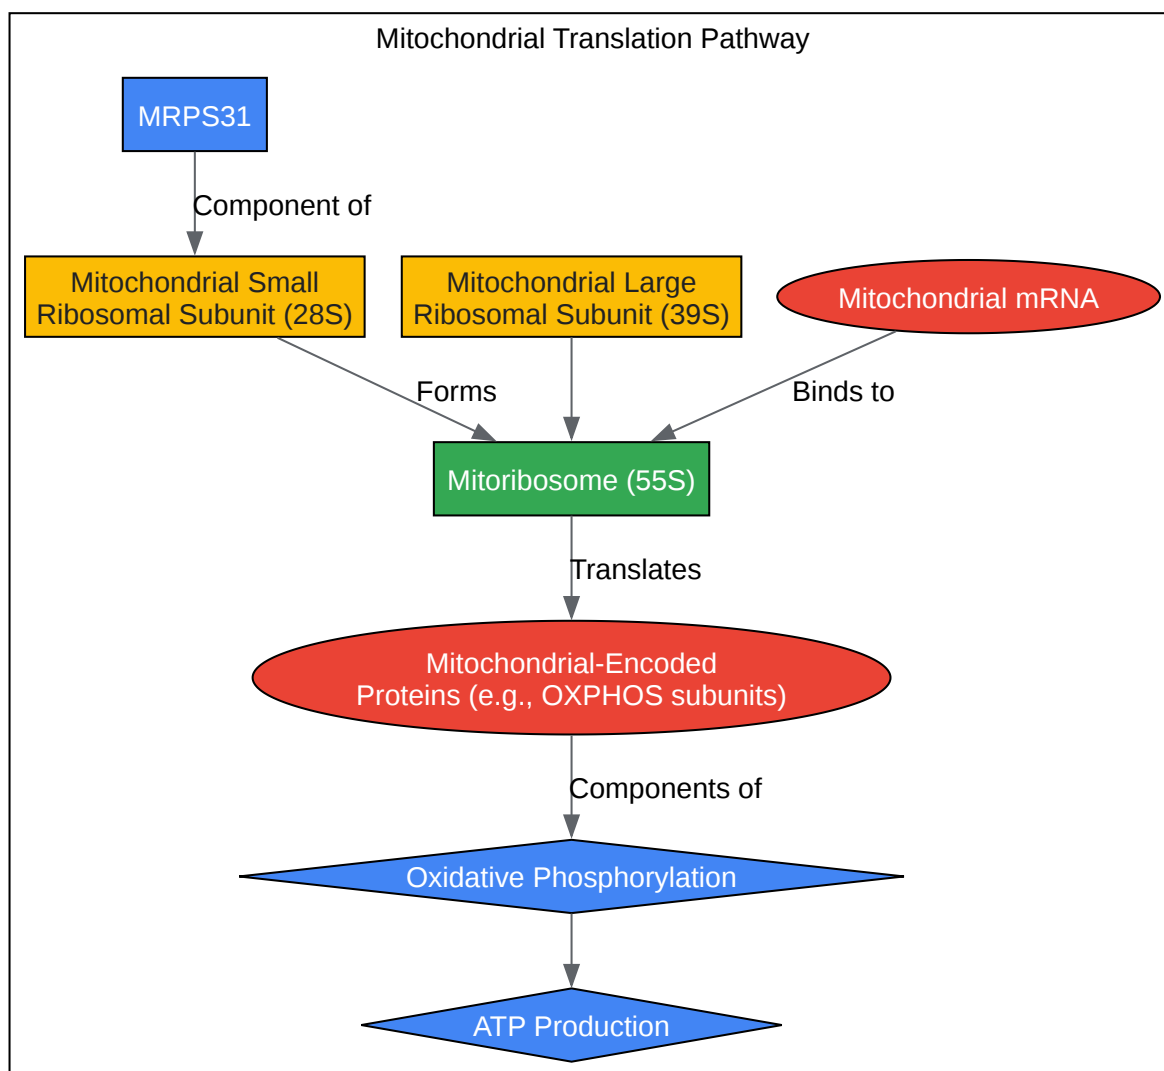 Mitochondrial Translation Pathway
MRPS31
Component of
Mitochondrial Small
Ribosomal Subunit (28S)
Mitochondrial Large
Ribosomal Subunit (39S)
Mitochondrial mRNA
Forms
Binds to
Mitoribosome (55S)
Translates
Mitochondrial-Encoded
Proteins (e.g., OXPHOS subunits)
Components of
Oxidative Phosphorylation
ATP Production